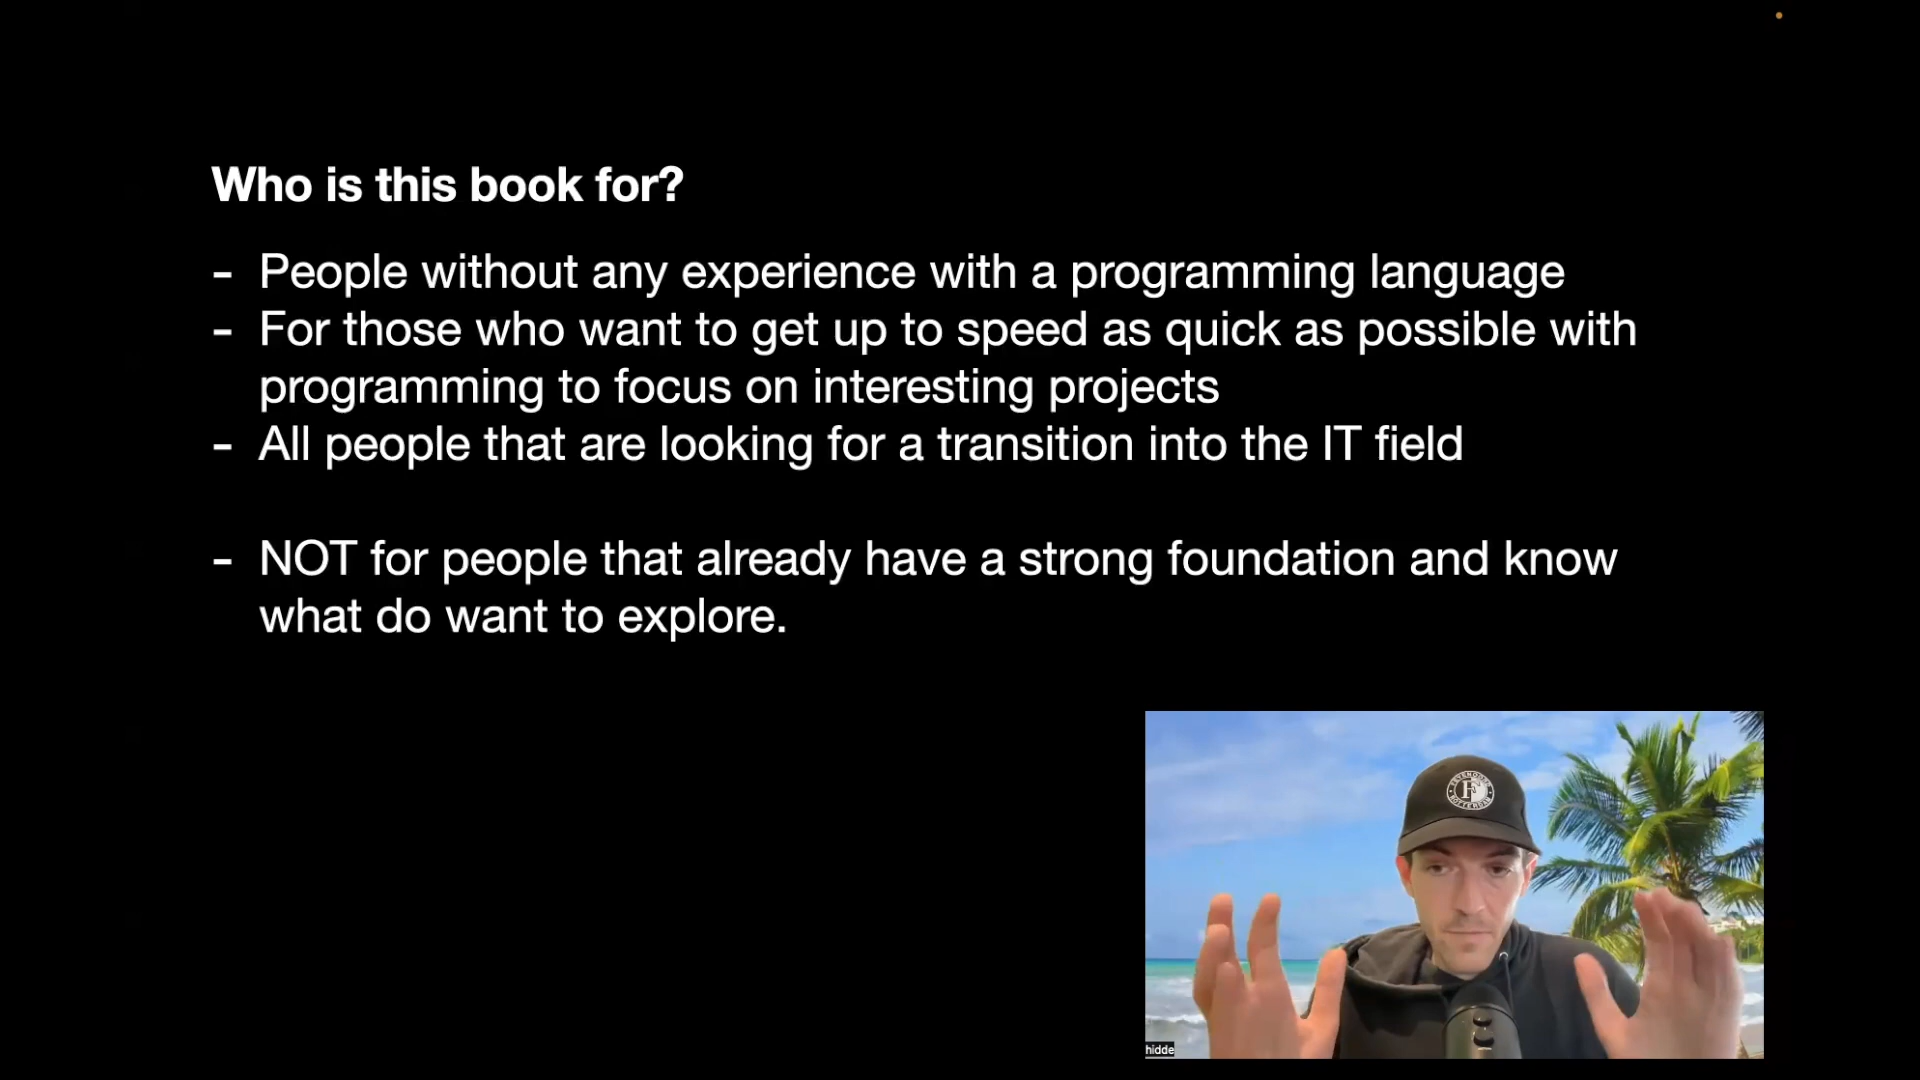 Who is this book for?
- People without any experience with a programming language
- For those who want to get up to speed as quick as possible with
programming to focus on interesting projects
- All people that are looking for a transition into the IT field
- NOT for people that already have a strong foundation and know
what do want to explore.
FEYENOORD
F
ROTTERDAM
hidde